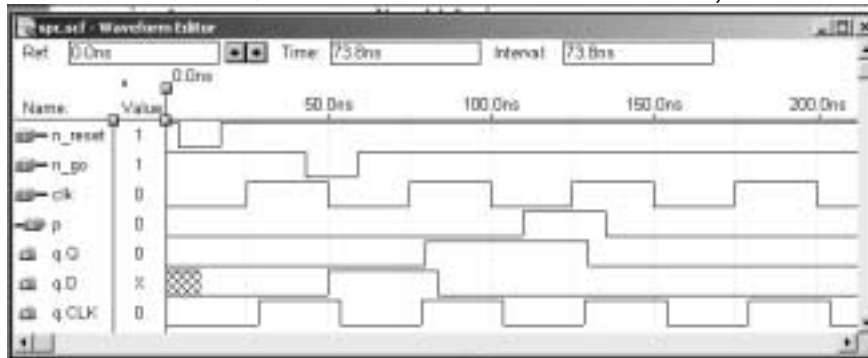 spc.scf - Waveform Editor
Ref: 0.0ns Time: 73.8ns Interval: 73.8ns
0.0ns
Name: Value: 50.0ns 100.0ns 150.0ns 200.0ns
n_reset 1
n_go 1
clk 0
p 0
q.Q 0
q.D X
q.CLK 0